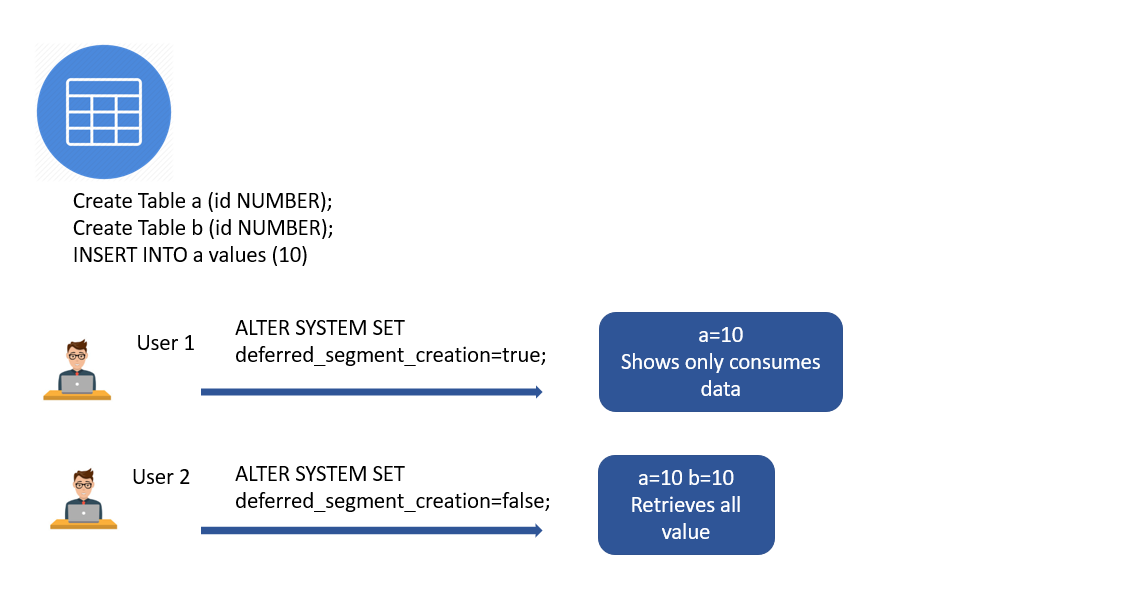 Create Table a (id NUMBER);
Create Table b (id NUMBER);
INSERT INTO a values (10)
User 1
ALTER SYSTEM SET
deferred_segment_creation=true;
a=10
Shows only consumes
data
User 2
ALTER SYSTEM SET
deferred_segment_creation=false;
a=10 b=10
Retrieves all
value